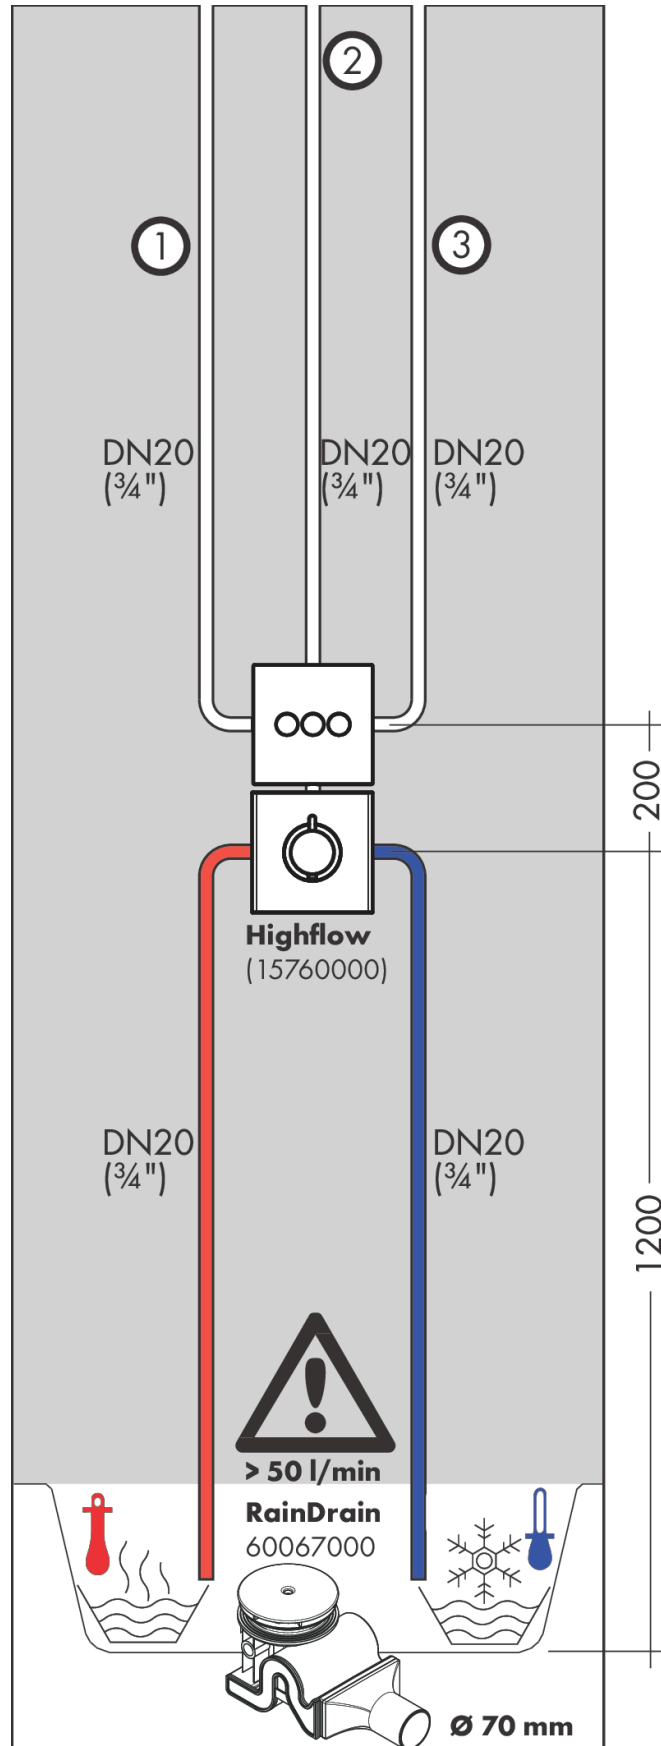 2
1
3
DN20
(¾")
DN20
(¾")
DN20
(¾")
200
Highflow
(15760000)
DN20
(¾")
DN20
(¾")
1200
> 50 l/min
RainDrain
60067000
Ø 70 mm